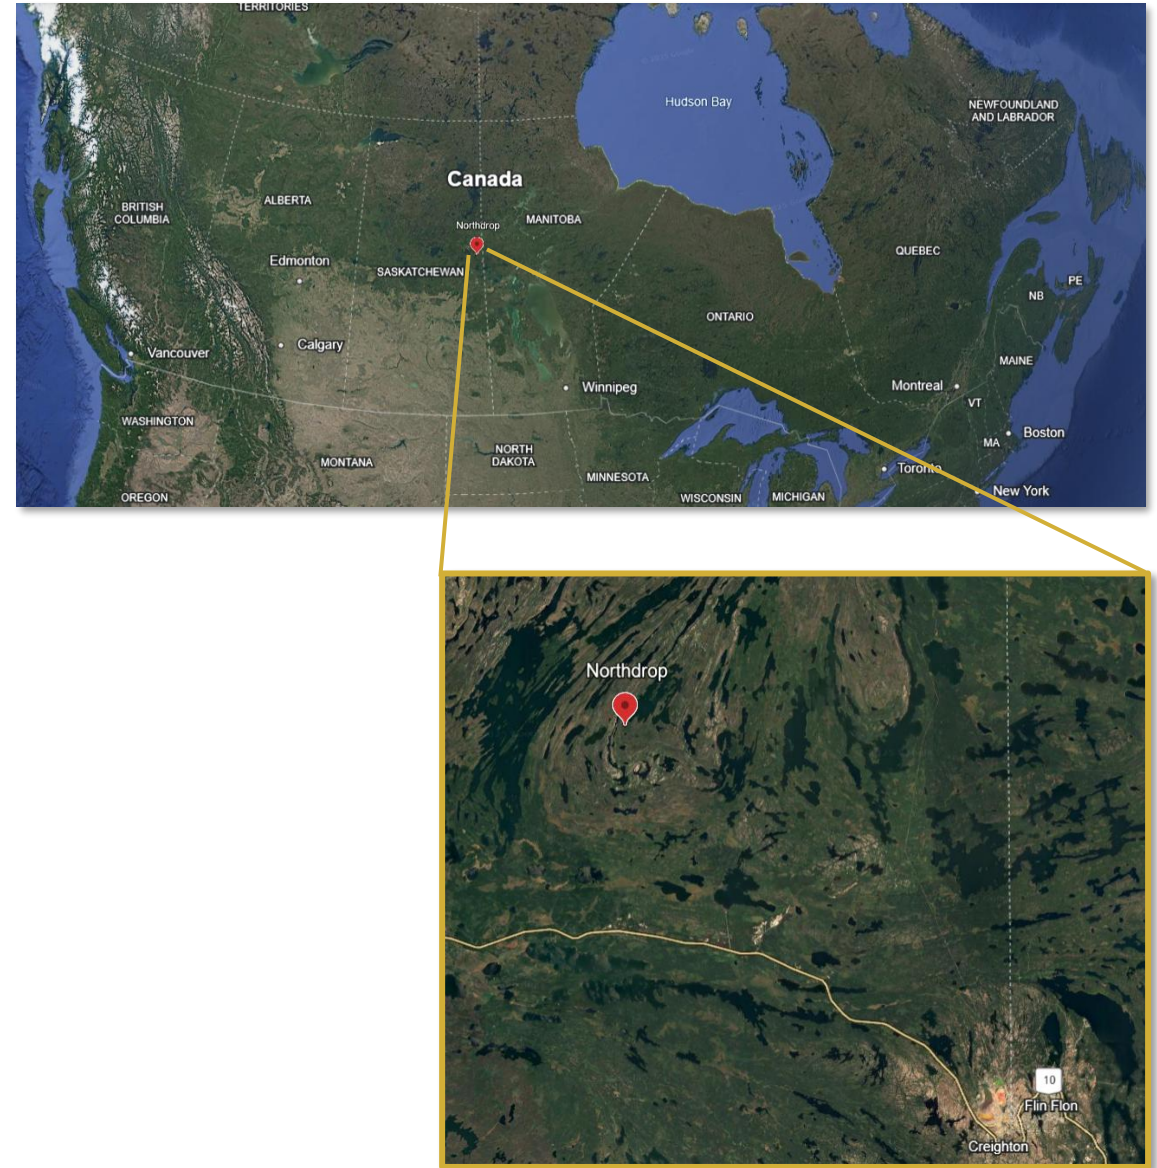 TERRITORIES
Hudson Bay
NEWFOUNDLAND
AND LABRADOR
Canada
ALBERTA
BRITISH
COLUMBIA
Northdrop
MANITOBA
QUEBEC
Edmonton
SASKATCHEWAN
PE
NB
ONTARIO
Calgary
Vancouver
MAINE
Winnipeg
Montreal
VT
WASHINGTON
Boston
MA
NORTH
DAKOTA
MONTANA
Toronto
MINNESOTA
New York
OREGON
WISCONSIN
MICHIGAN
Northdrop
10
Flin Flon
Creighton